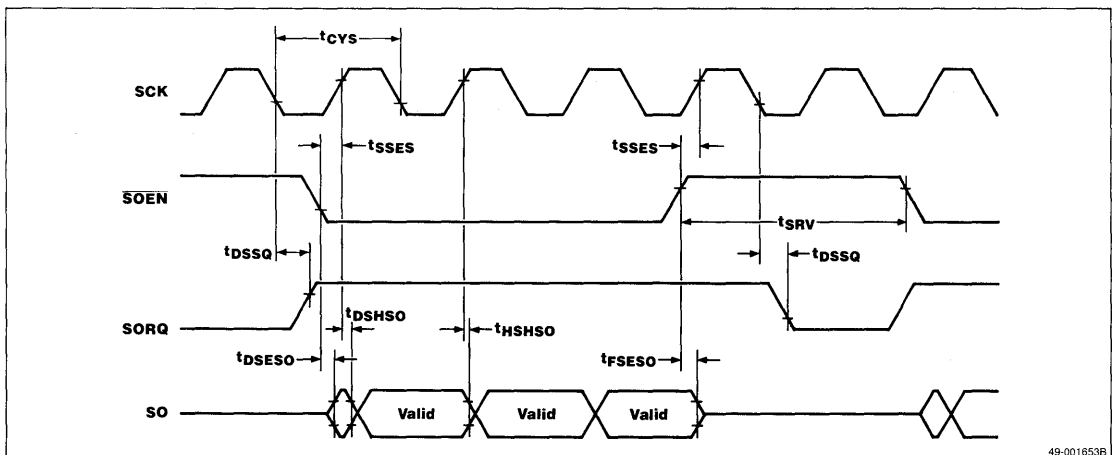 tCYS
SCK
tSSES
tSSES
SOEN
tSRV
tDSSQ
tDSSQ
SORQ
tDSHSO
tHSHSO
tDSESO
tFSESO
SO
Valid
Valid
Valid
49-001653B